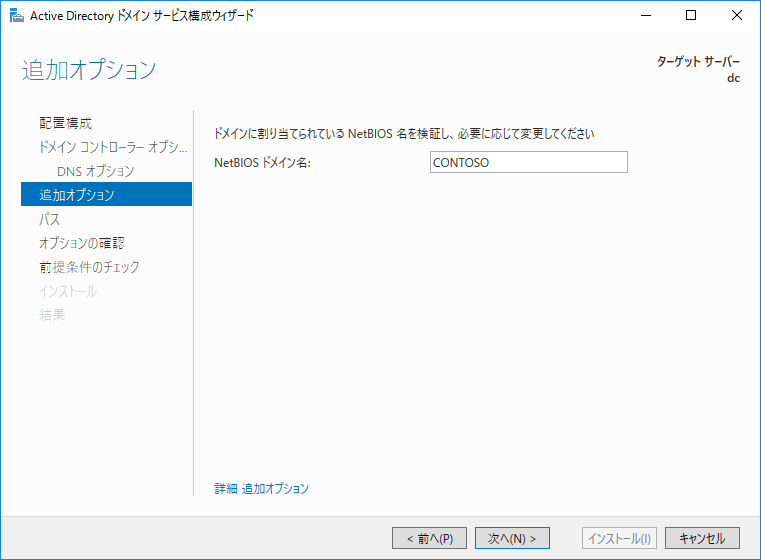 Active Directory ドメイン サービス構成ウィザード
追加オプション
ターゲット サーバー
dc
配置構成
ドメイン コントローラー オプシ...
DNS オプション
追加オプション
パス
オプションの確認
前提条件のチェック
インストール
結果
ドメインに割り当てられている NetBIOS 名を検証し、必要に応じて変更してください
NetBIOS ドメイン名:
CONTOSO
詳細 追加オプション
< 前へ(P)
次へ(N) >
インストール(I)
キャンセル